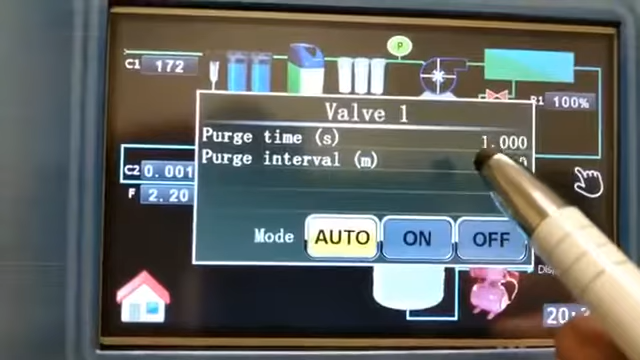 P
C1 172
Valve 1
R1 100%
Purge time (s) 1.000
Purge interval (m)
C2 0.001
F 2.20
Mode AUTO ON OFF